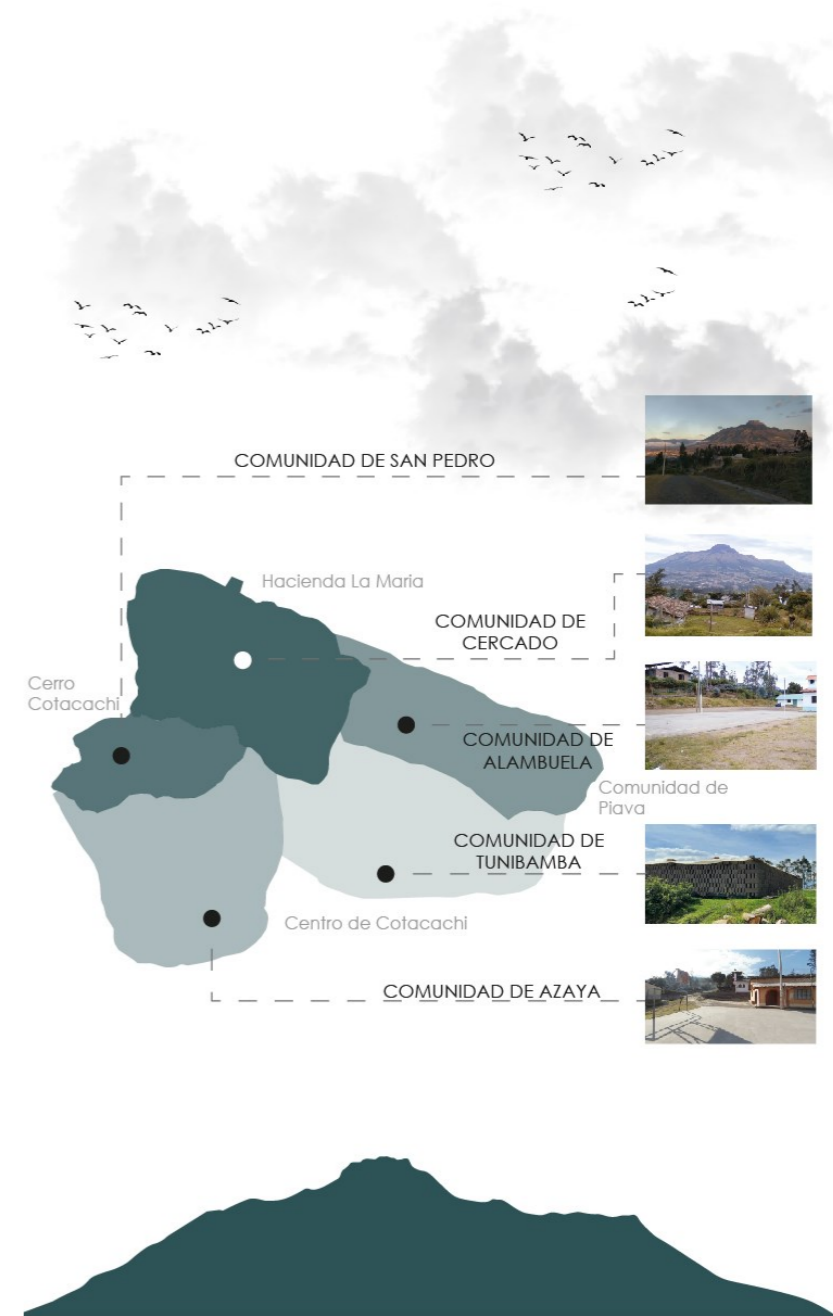 COMUNIDAD DE SAN PEDRO
Hacienda La Maria
COMUNIDAD DE
CERCADO
Cerro
Cotacachi
COMUNIDAD DE
ALAMBUELA
Comunidad de
Piava
COMUNIDAD DE
TUNIBAMBA
Centro de Cotacachi
COMUNIDAD DE AZAYA